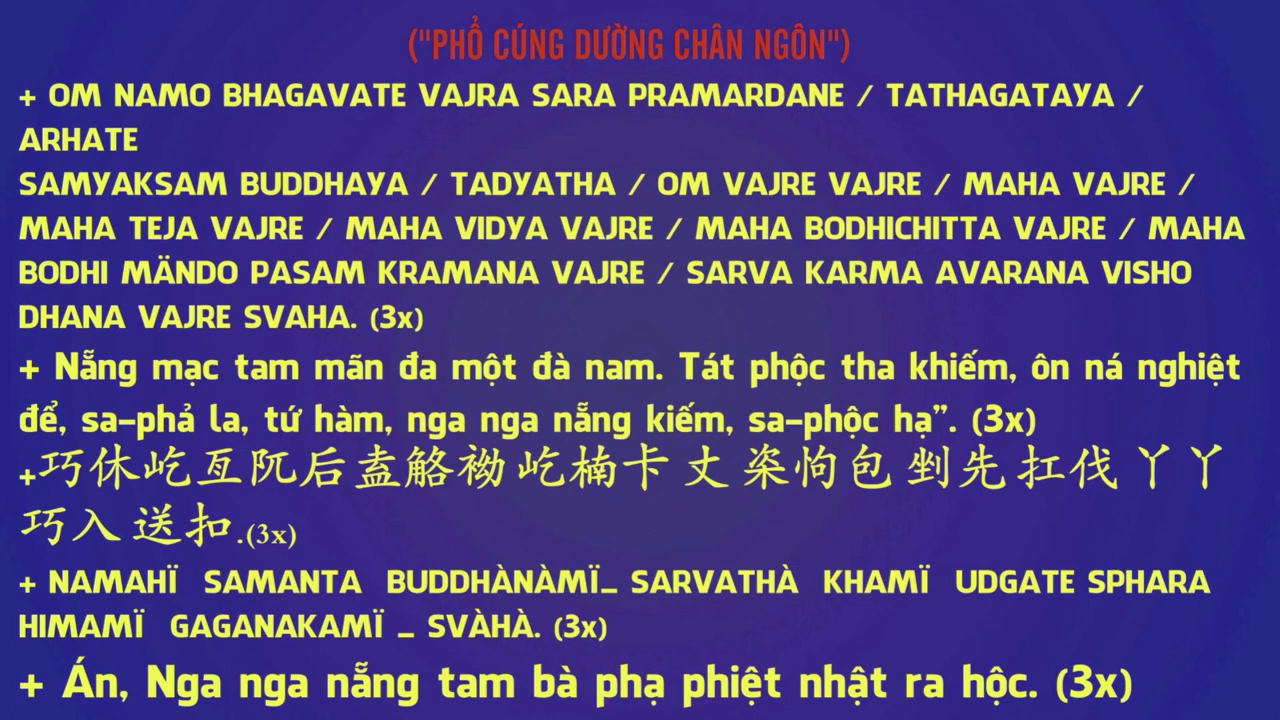 ("PHỔ CÚNG DƯỜNG CHÂN NGÔN")
+ OM NAMO BHAGAVATE VAJRA SARA PRAMARDANE / TATHAGATAYA /
ARHATE
SAMYAKSAM BUDDHAYA / TADYATHA / OM VAJRE VAJRE / MAHA VAJRE /
MAHA TEJA VAJRE / MAHA VIDYA VAJRE / MAHA BODHICHITTA VAJRE / MAHA
BODHI MÄNDO PASAM KRAMANA VAJRE / SARVA KARMA AVARANA VISHO
DHANA VAJRE SVAHA. (3x)
+ Nẵng mạc tam mãn đa một đà nam. Tát phộc tha khiếm, ôn ná nghiệt
để, sa-phả la, tứ hàm, nga nga nẵng kiếm, sa-phộc hạ”. (3x)
+巧休屹亙阢后盍觡袎屹楠卡丈栥怐包剉先扛伐丫丫
巧入送扣.(3x)
+ NAMAHÏ SAMANTA BUDDHÀNÀMÏ_ SARVATHÀ KHAMÏ UDGATE SPHARA
HIMAMÏ GAGANAKAMÏ _ SVÀHÀ. (3x)
+ Án, Nga nga nẵng tam bà phạ phiệt nhật ra hộc. (3x)